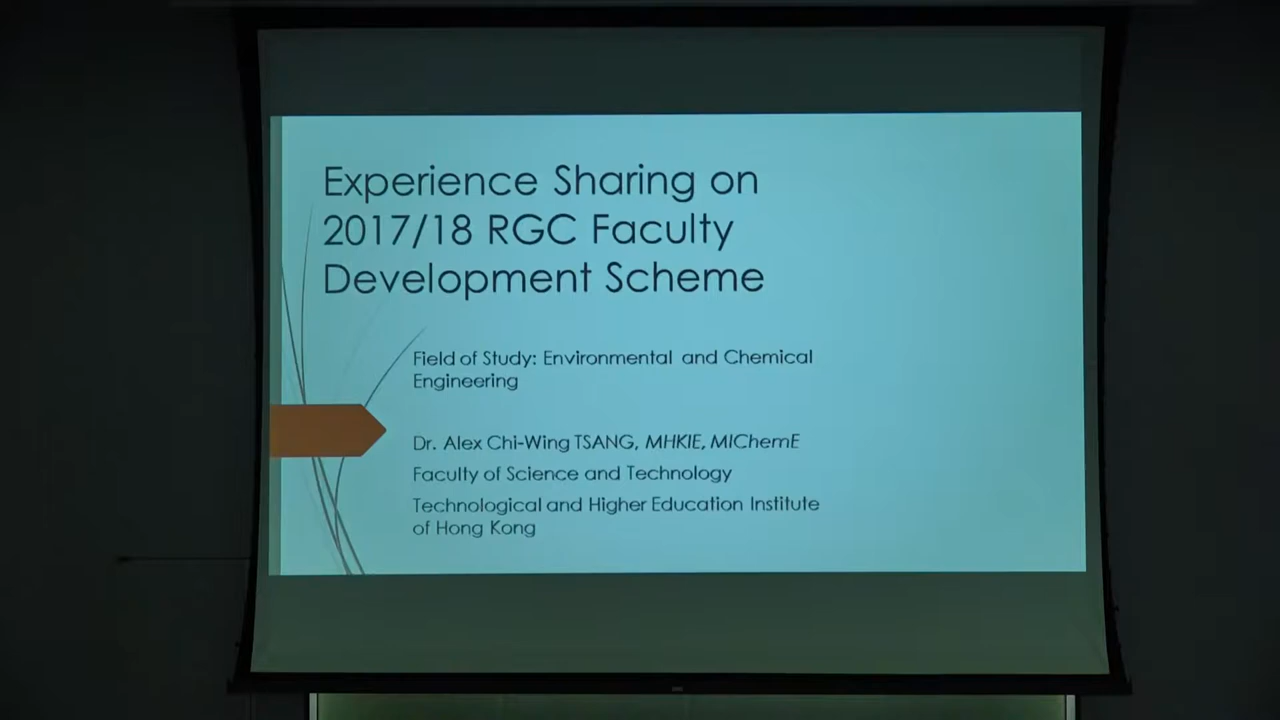 Experience Sharing on
2017/18 RGC Faculty
Development Scheme
Field of Study: Environmental and Chemical
Engineering
Dr. Alex Chi-Wing TSANG, MHKIE, MIChemE
Faculty of Science and Technology
Technological and Higher Education Institute
of Hong Kong